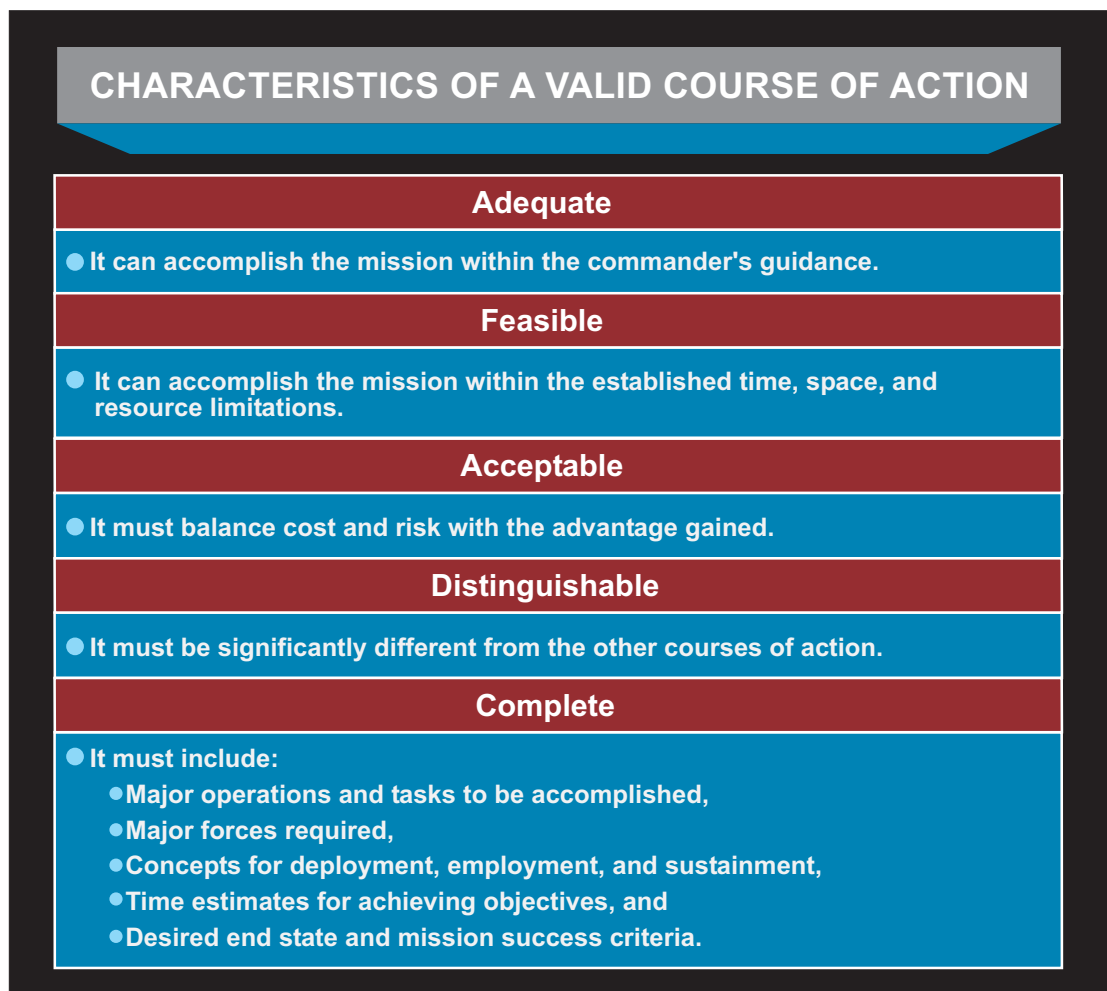 CHARACTERISTICS OF A VALID COURSE OF ACTION
Adequate
It can accomplish the mission within the commander's guidance.
Feasible
It can accomplish the mission within the established time, space, and
resource limitations.
Acceptable
It must balance cost and risk with the advantage gained.
Distinguishable
It must be significantly different from the other courses of action.
Complete
It must include:
Major operations and tasks to be accomplished,
Major forces required,
Concepts for deployment, employment, and sustainment,
Time estimates for achieving objectives, and
Desired end state and mission success criteria.